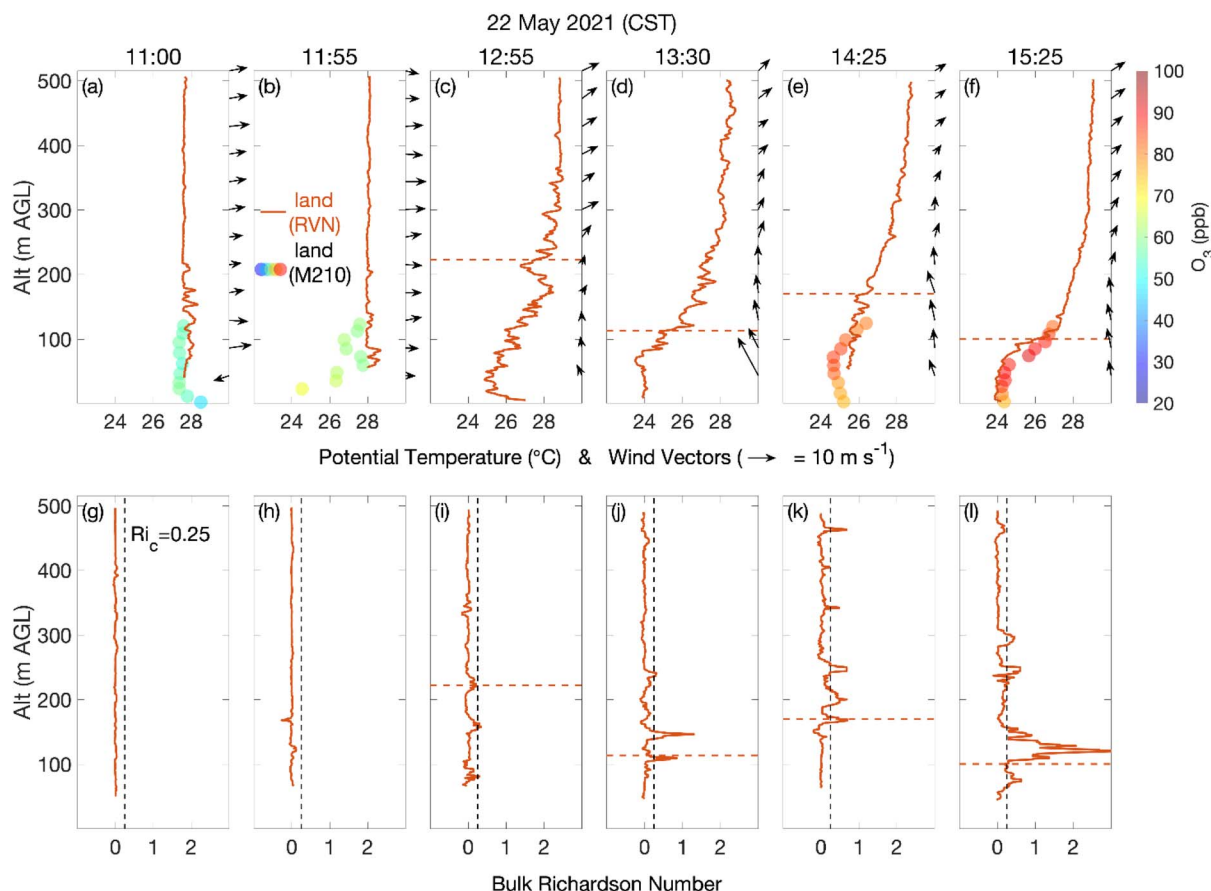 22 May 2021 (CST)
11:00 11:55 12:55 13:30 14:25 15:25
(a) (b) (c) (d) (e) (f)
500
400
300
200
100
Alt (m AGL)
land
(RVN)
land
(M210)
24 26 28 24 26 28 24 26 28 24 26 28 24 26 28 24 26 28
100
90
80
70
60
50
40
30
20
O3 (ppb)
Potential Temperature (°C) & Wind Vectors ( → = 10 m s⁻¹)
(g) (h) (i) (j) (k) (l)
Ric=0.25
500
400
300
200
100
Alt (m AGL)
0 1 2 0 1 2 0 1 2 0 1 2 0 1 2 0 1 2
Bulk Richardson Number